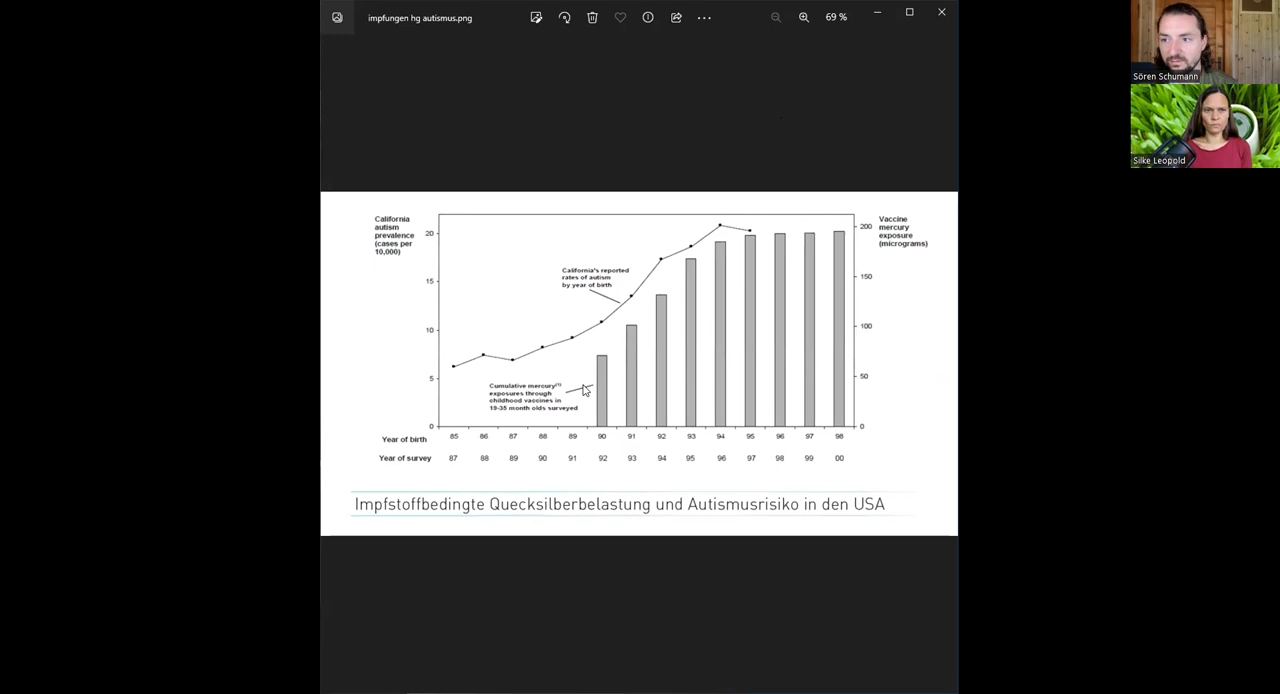 impfungen hg autismus.png
69 %
Sören Schumann
Silke Leopold
California
autism
prevalence
(cases per
10,000)
Vaccine
mercury
exposure
(micrograms)
20
15
10
5
0
200
150
100
50
0
California's reported
rates of autism
by year of birth
Cumulative mercury(1)
exposures through
childhood vaccines in
19-35 month olds surveyed
Year of birth 85 86 87 88 89 90 91 92 93 94 95 96 97 98
Year of survey 87 88 89 90 91 92 93 94 95 96 97 98 99 00
Impfstoffbedingte Quecksilberbelastung und Autismusrisiko in den USA